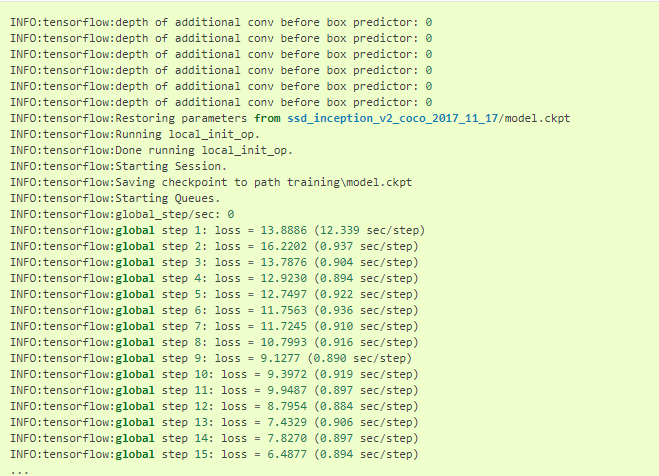 INFO:tensorflow:depth of additional conv before box predictor: 0
INFO:tensorflow:depth of additional conv before box predictor: 0
INFO:tensorflow:depth of additional conv before box predictor: 0
INFO:tensorflow:depth of additional conv before box predictor: 0
INFO:tensorflow:depth of additional conv before box predictor: 0
INFO:tensorflow:depth of additional conv before box predictor: 0
INFO:tensorflow:Restoring parameters from ssd_inception_v2_coco_2017_11_17/model.ckpt
INFO:tensorflow:Running local_init_op.
INFO:tensorflow:Done running local_init_op.
INFO:tensorflow:Starting Session.
INFO:tensorflow:Saving checkpoint to path training\model.ckpt
INFO:tensorflow:Starting Queues.
INFO:tensorflow:global_step/sec: 0
INFO:tensorflow:global step 1: loss = 13.8886 (12.339 sec/step)
INFO:tensorflow:global step 2: loss = 16.2202 (0.937 sec/step)
INFO:tensorflow:global step 3: loss = 13.7876 (0.904 sec/step)
INFO:tensorflow:global step 4: loss = 12.9230 (0.894 sec/step)
INFO:tensorflow:global step 5: loss = 12.7497 (0.922 sec/step)
INFO:tensorflow:global step 6: loss = 11.7563 (0.936 sec/step)
INFO:tensorflow:global step 7: loss = 11.7245 (0.910 sec/step)
INFO:tensorflow:global step 8: loss = 10.7993 (0.916 sec/step)
INFO:tensorflow:global step 9: loss = 9.1277 (0.890 sec/step)
INFO:tensorflow:global step 10: loss = 9.3972 (0.919 sec/step)
INFO:tensorflow:global step 11: loss = 9.9487 (0.897 sec/step)
INFO:tensorflow:global step 12: loss = 8.7954 (0.884 sec/step)
INFO:tensorflow:global step 13: loss = 7.4329 (0.906 sec/step)
INFO:tensorflow:global step 14: loss = 7.8270 (0.897 sec/step)
INFO:tensorflow:global step 15: loss = 6.4877 (0.894 sec/step)
...